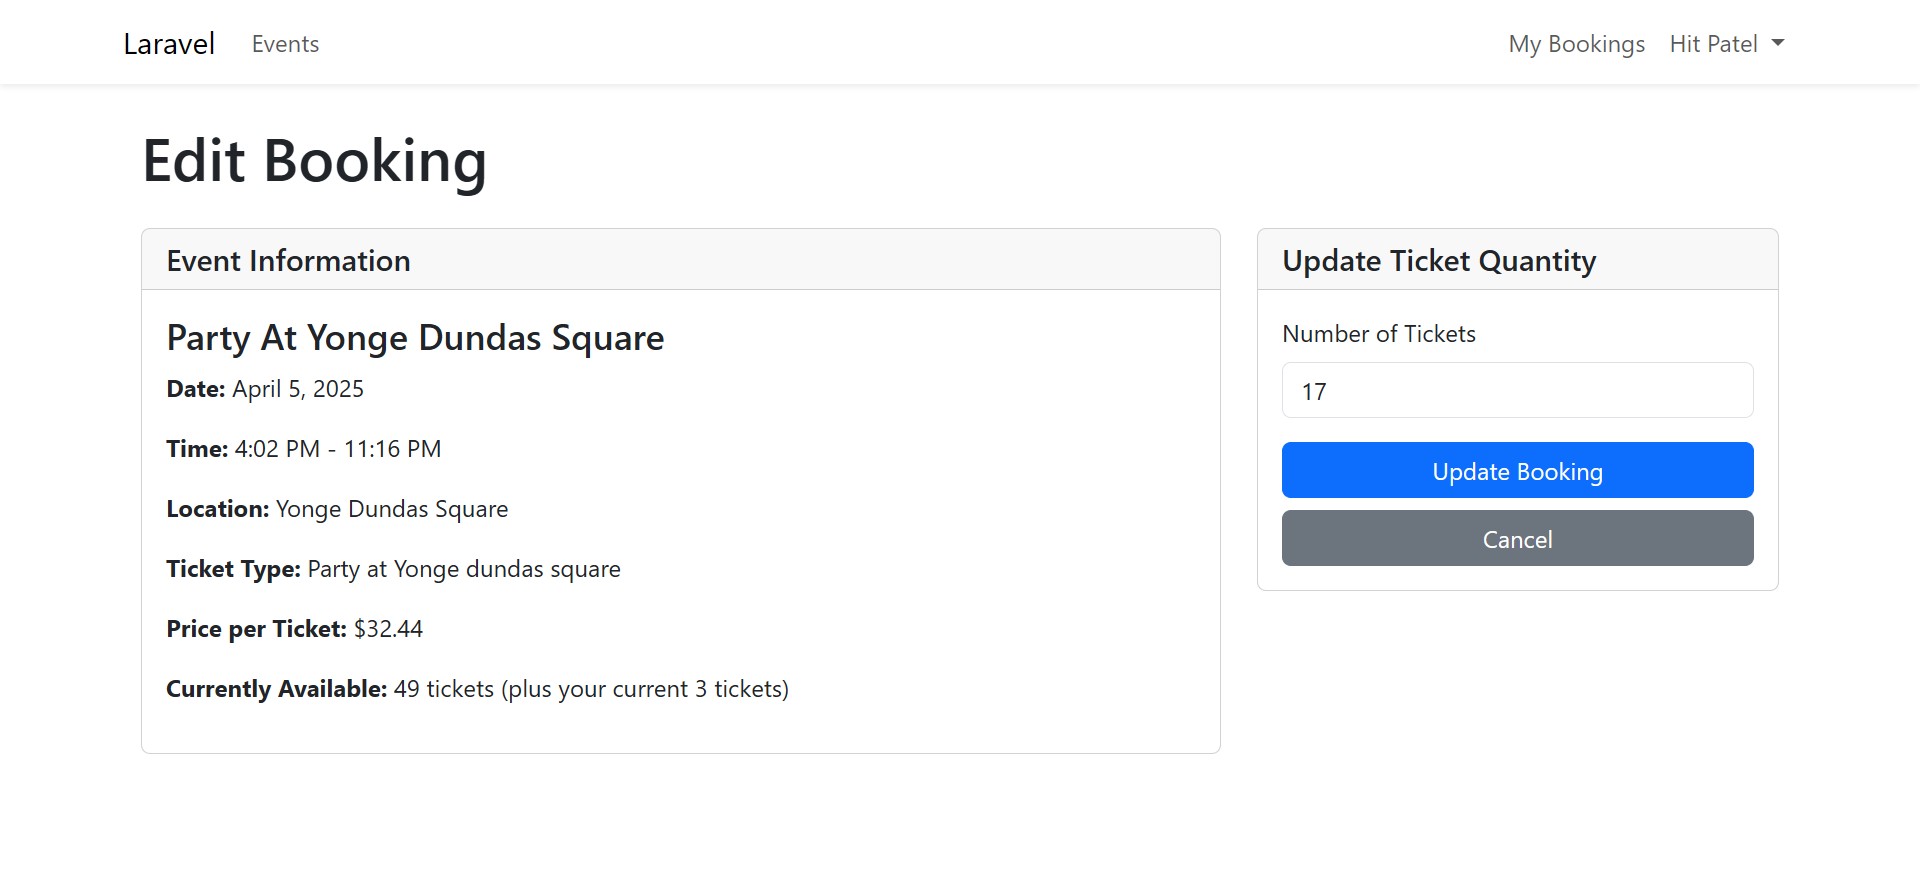 Laravel Events My Bookings Hit Patel
Edit Booking
Event Information
Party At Yonge Dundas Square
Date: April 5, 2025
Time: 4:02 PM - 11:16 PM
Location: Yonge Dundas Square
Ticket Type: Party at Yonge dundas square
Price per Ticket: $32.44
Currently Available: 49 tickets (plus your current 3 tickets)
Update Ticket Quantity
Number of Tickets
17
Update Booking
Cancel